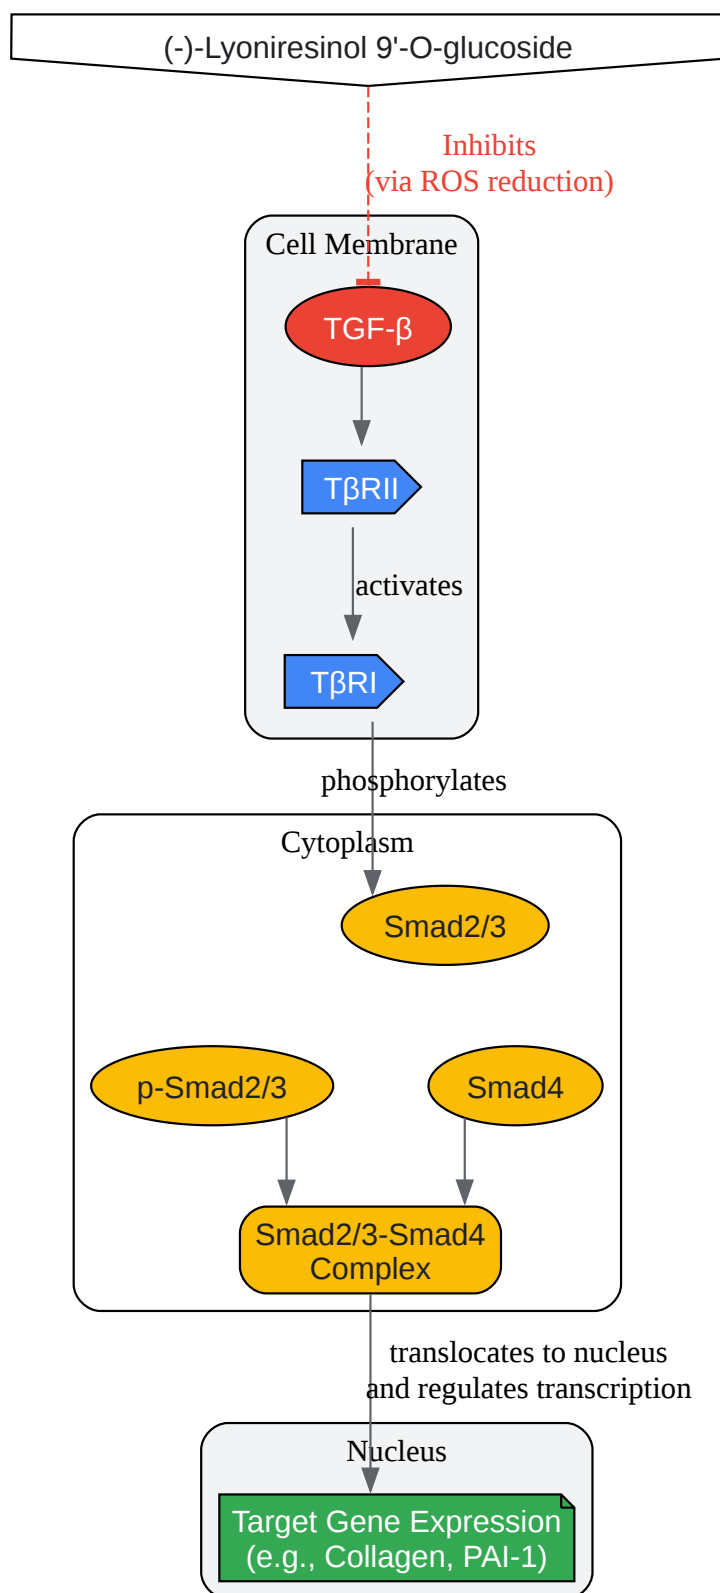 (-)-Lyoniresinol 9'-O-glucoside
Inhibits
(via ROS reduction)
Cell Membrane
TGF-β
TβRII
activates
TβRI
phosphorylates
Cytoplasm
Smad2/3
p-Smad2/3
Smad4
Smad2/3-Smad4
Complex
translocates to nucleus
and regulates transcription
Nucleus
Target Gene Expression
(e.g., Collagen, PAI-1)